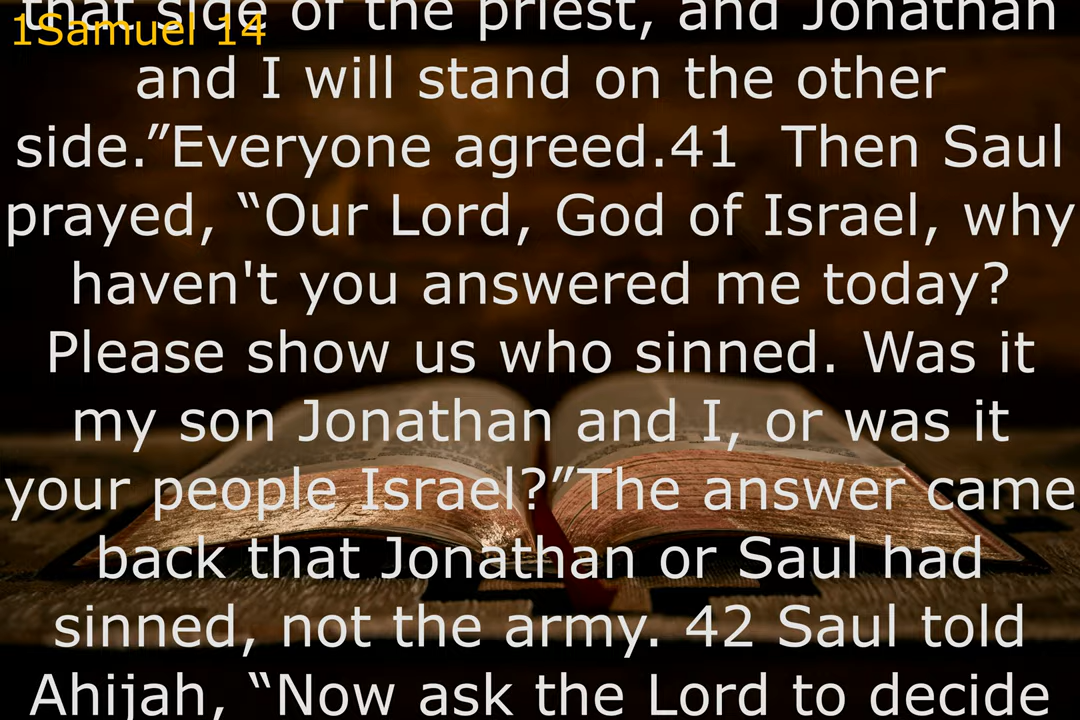 that side of the priest, and Jonathan
1Samuel 14
and I will stand on the other
side.”Everyone agreed.41  Then Saul
prayed, “Our Lord, God of Israel, why
haven't you answered me today?
Please show us who sinned. Was it
my son Jonathan and I, or was it
your people Israel?”The answer came
back that Jonathan or Saul had
sinned, not the army. 42 Saul told
Ahijah, “Now ask the Lord to decide